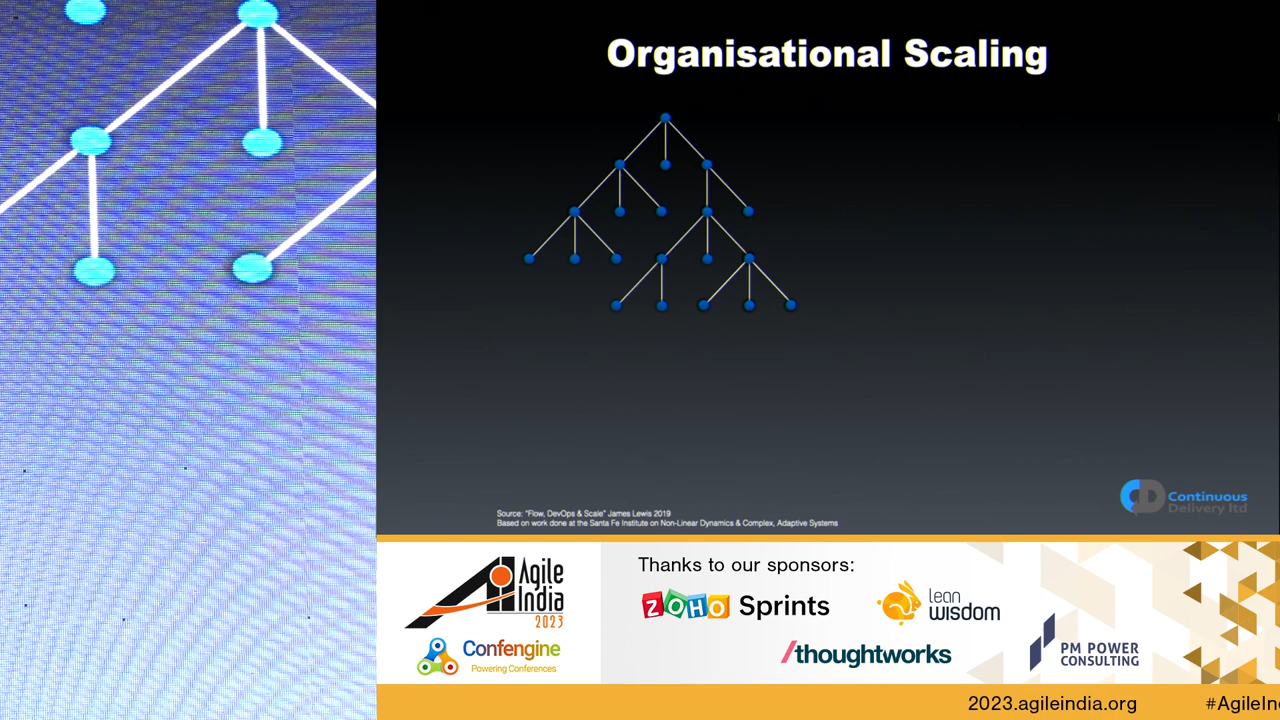 Organisational Scaling
Source: "Flow, DevOps & Scale" James Lewis 2019
Based on work done at the Santa Fe Institute on Non-Linear Dynamics & Complex, Adaptive Systems
CD Continuous
Delivery ltd
Agile
India
2023
Confengine
Powering Conferences
Thanks to our sponsors:
ZOHO Sprints
lean
wisdom
/thoughtworks
PM POWER
CONSULTING
2023.agileindia.org
#AgileIn